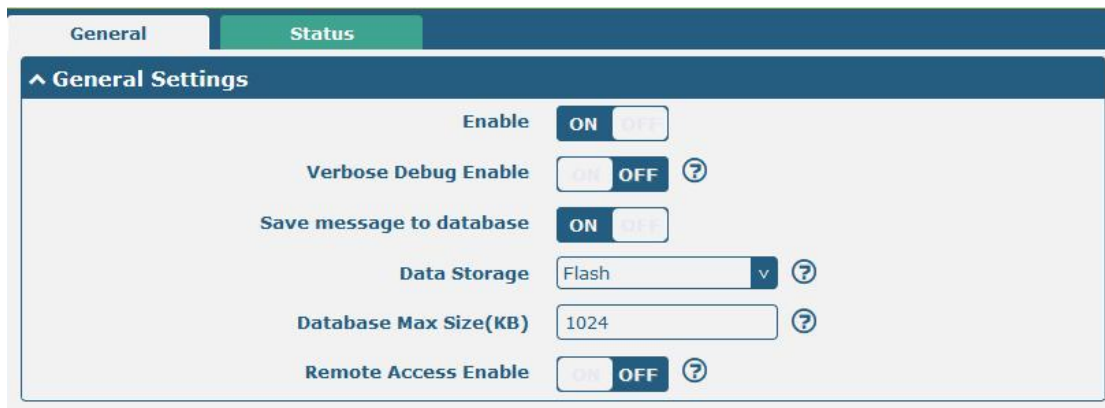 General Status
General Settings
Enable ON OFF
Verbose Debug Enable ON OFF ?
Save message to database ON OFF
Data Storage Flash v ?
Database Max Size(KB) 1024 ?
Remote Access Enable ON OFF ?